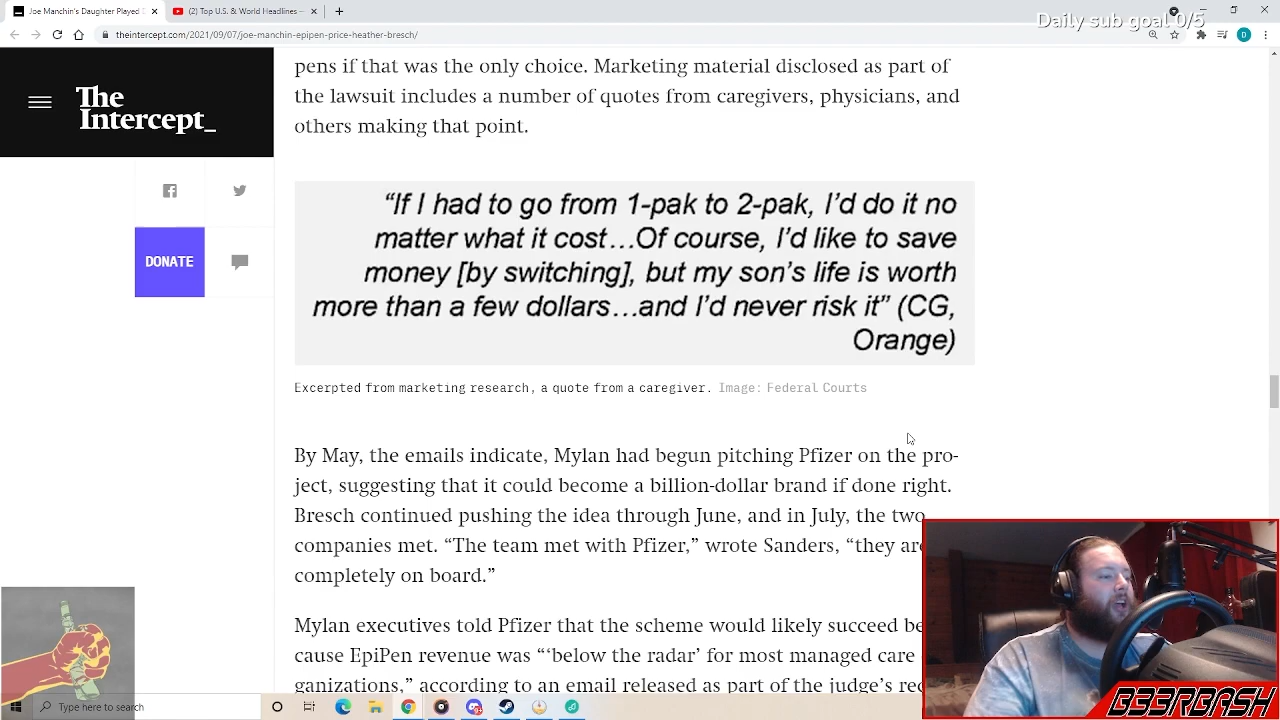 Joe Manchin's Daughter Played
(2) Top U.S. & World Headlines –
Daily sub goal 0/5
theintercept.com/2021/09/07/joe-manchin-epipen-price-heather-bresch/
D
The
Intercept_
DONATE
pens if that was the only choice. Marketing material disclosed as part of
the lawsuit includes a number of quotes from caregivers, physicians, and
others making that point.
“If I had to go from 1-pak to 2-pak, I’d do it no
matter what it cost…Of course, I’d like to save
money [by switching], but my son’s life is worth
more than a few dollars…and I’d never risk it” (CG,
Orange)
Excerpted from marketing research, a quote from a caregiver. Image: Federal Courts
By May, the emails indicate, Mylan had begun pitching Pfizer on the pro-
ject, suggesting that it could become a billion-dollar brand if done right.
Bresch continued pushing the idea through June, and in July, the two
companies met. “The team met with Pfizer,” wrote Sanders, “they are
completely on board.”
Mylan executives told Pfizer that the scheme would likely succeed be
cause EpiPen revenue was “‘below the radar’ for most managed care
ganizations,” according to an email released as part of the judge’s rec
Type here to search
B33RBASH